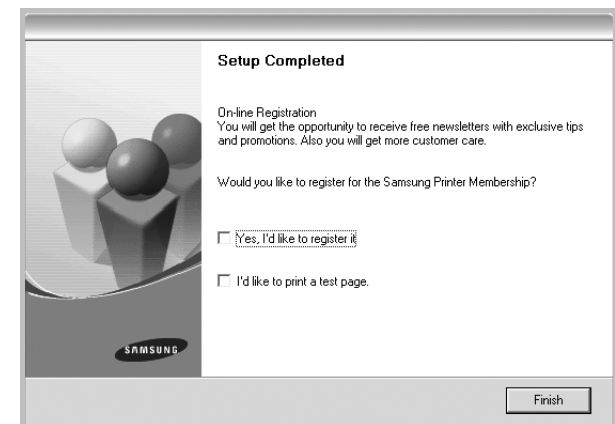 Setup Completed
On-line Registration
You will get the opportunity to receive free newsletters with exclusive tips
and promotions. Also you will get more customer care.
Would you like to register for the Samsung Printer Membership?
Yes, I'd like to register it
I'd like to print a test page.
SAMSUNG
Finish